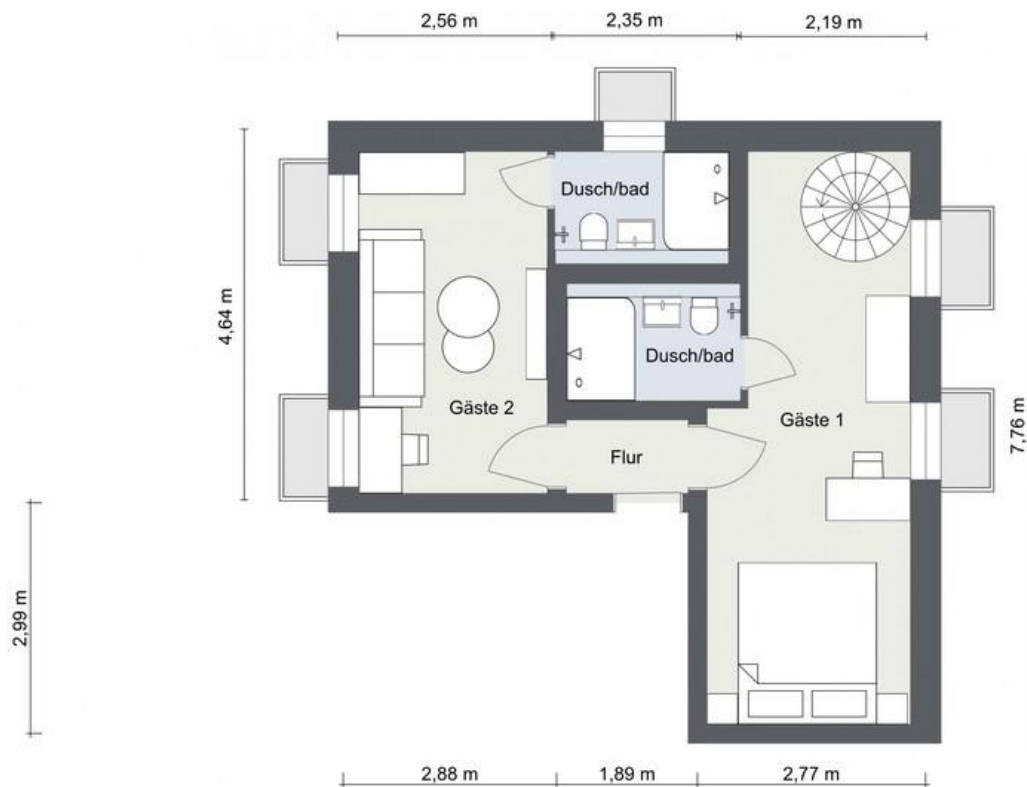 2,56 m
2,35 m
2,19 m
Dusch/bad
4,64 m
Dusch/bad
Gäste 2
Gäste 1
7,76 m
Flur
2,99 m
2,88 m
1,89 m
2,77 m